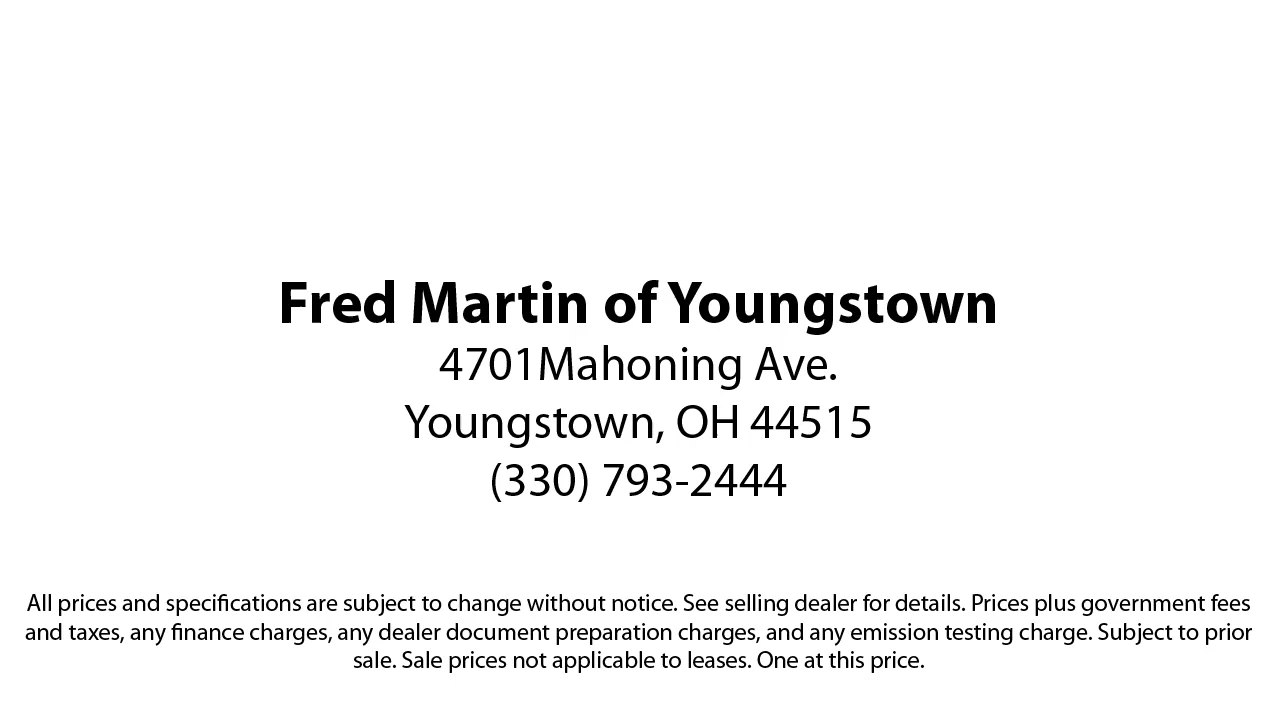 Fred Martin of Youngstown
4701Mahoning Ave.
Youngstown, OH 44515
(330) 793-2444
All prices and specifications are subject to change without notice. See selling dealer for details. Prices plus government fees
and taxes, any finance charges, any dealer document preparation charges, and any emission testing charge. Subject to prior
sale. Sale prices not applicable to leases. One at this price.